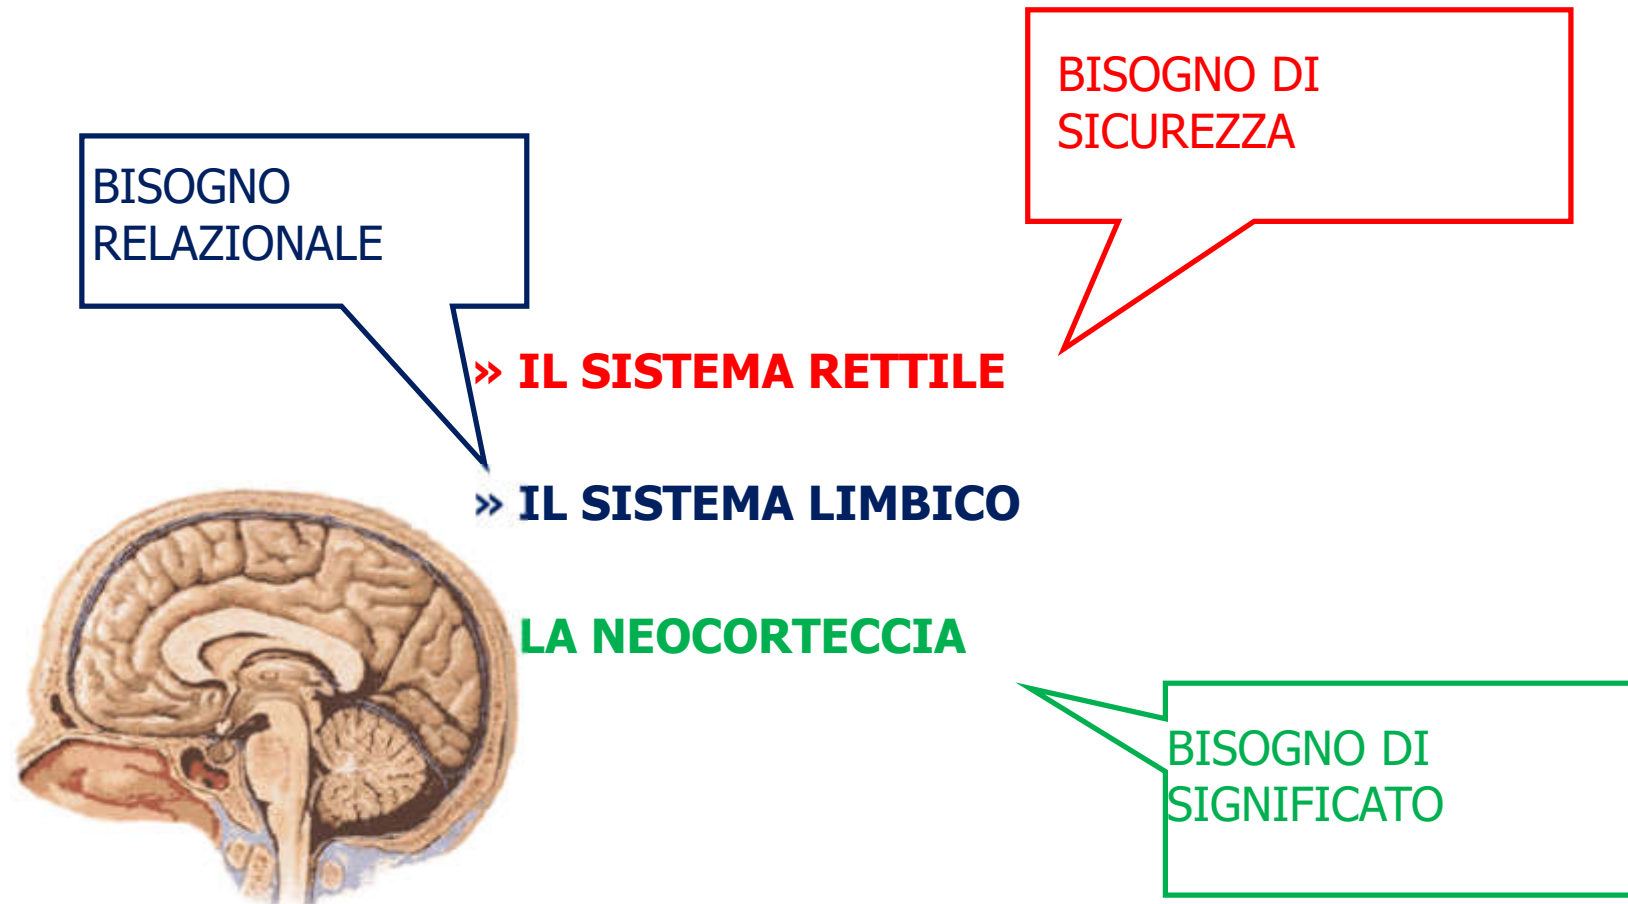 BISOGNO DI
SICUREZZA
BISOGNO
RELAZIONALE
» IL SISTEMA RETTILE
» IL SISTEMA LIMBICO
LA NEOCORTECCIA
BISOGNO DI
SIGNIFICATO